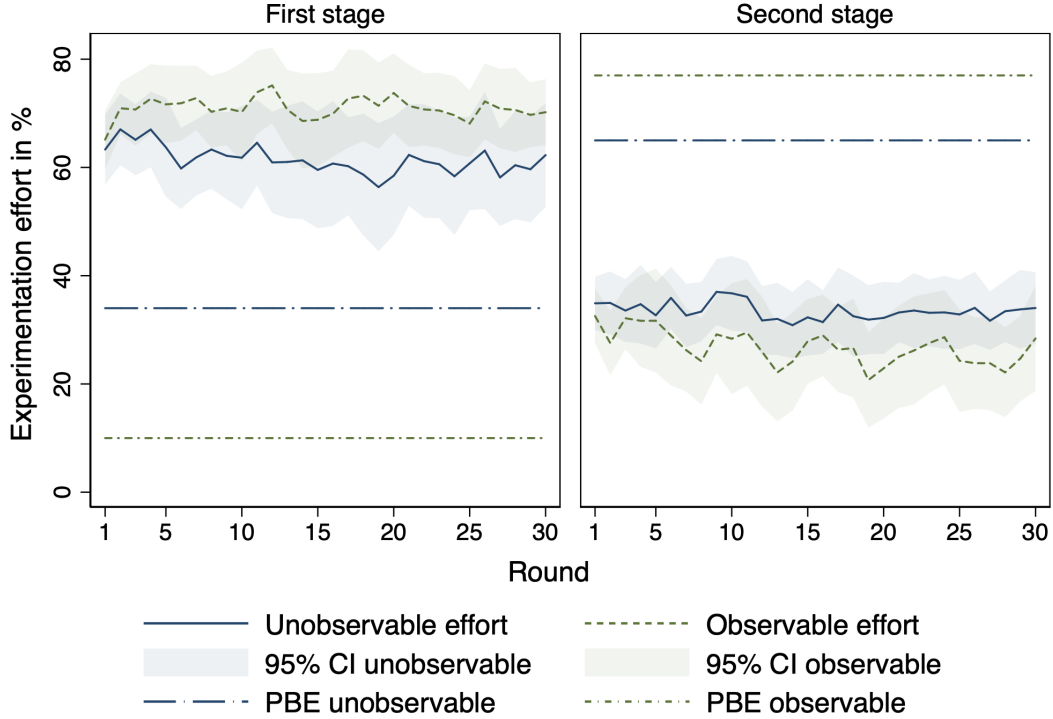 First stage
Second stage
Experimentation effort in %
80
60
40
20
0
1 5 10 15 20 25 30
1 5 10 15 20 25 30
Round
Unobservable effort
Observable effort
95% CI unobservable
95% CI observable
PBE unobservable
PBE observable